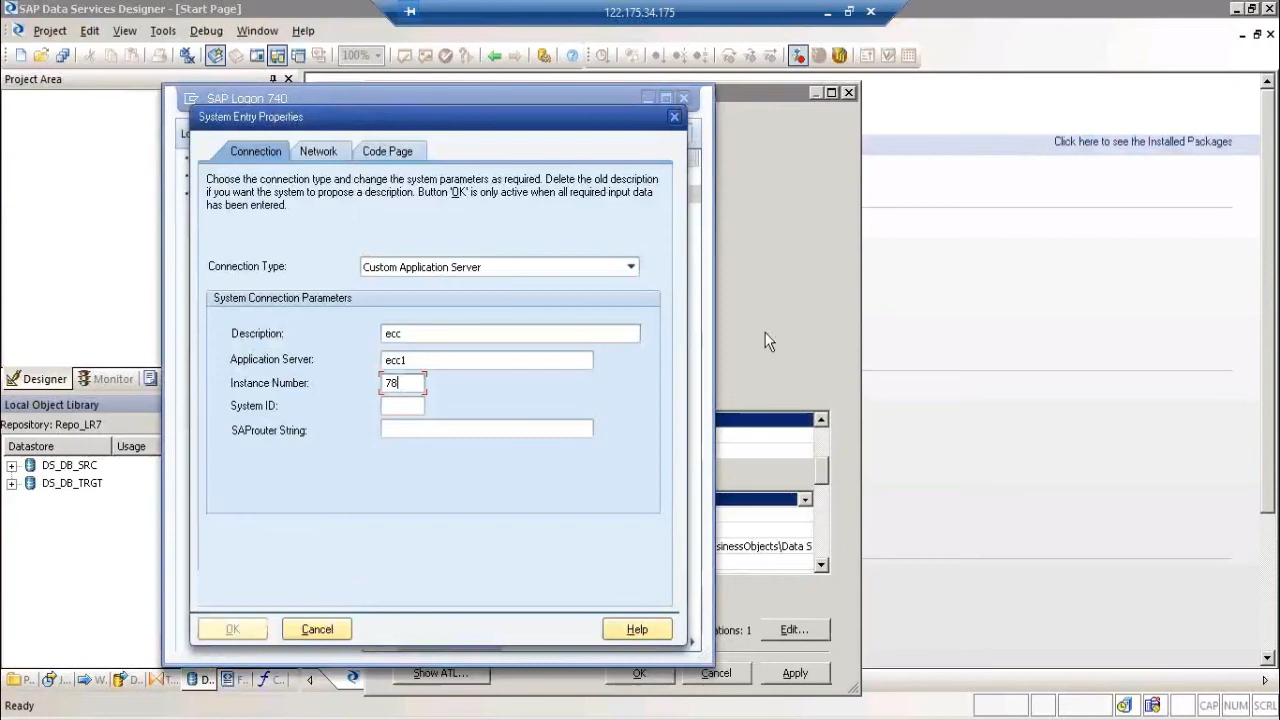 SAP Data Services Designer - [Start Page]
122.175.34.175
Project Edit View Tools Debug Window Help
100%
Project Area
SAP Logon 740
System Entry Properties
Connection Network Code Page
Click here to see the Installed Packages
Choose the connection type and change the system parameters as required. Delete the old description
if you want the system to propose a description. Button 'OK' is only active when all required input data
has been entered.
Connection Type: Custom Application Server
System Connection Parameters
Description: ecc
Application Server: ecc1
Instance Number: 78
System ID:
SAProuter String:
Designer Monitor
Local Object Library
Repository: Repo_LR7
Datastore Usage
DS_DB_SRC
DS_DB_TRGT
sinessObjects\Data S
OK Cancel Help
ations: 1 Edit...
Show ATL... OK Cancel Apply
P.. J... W. D.. T... D.. F... C..
Ready CAP NUM SCRL